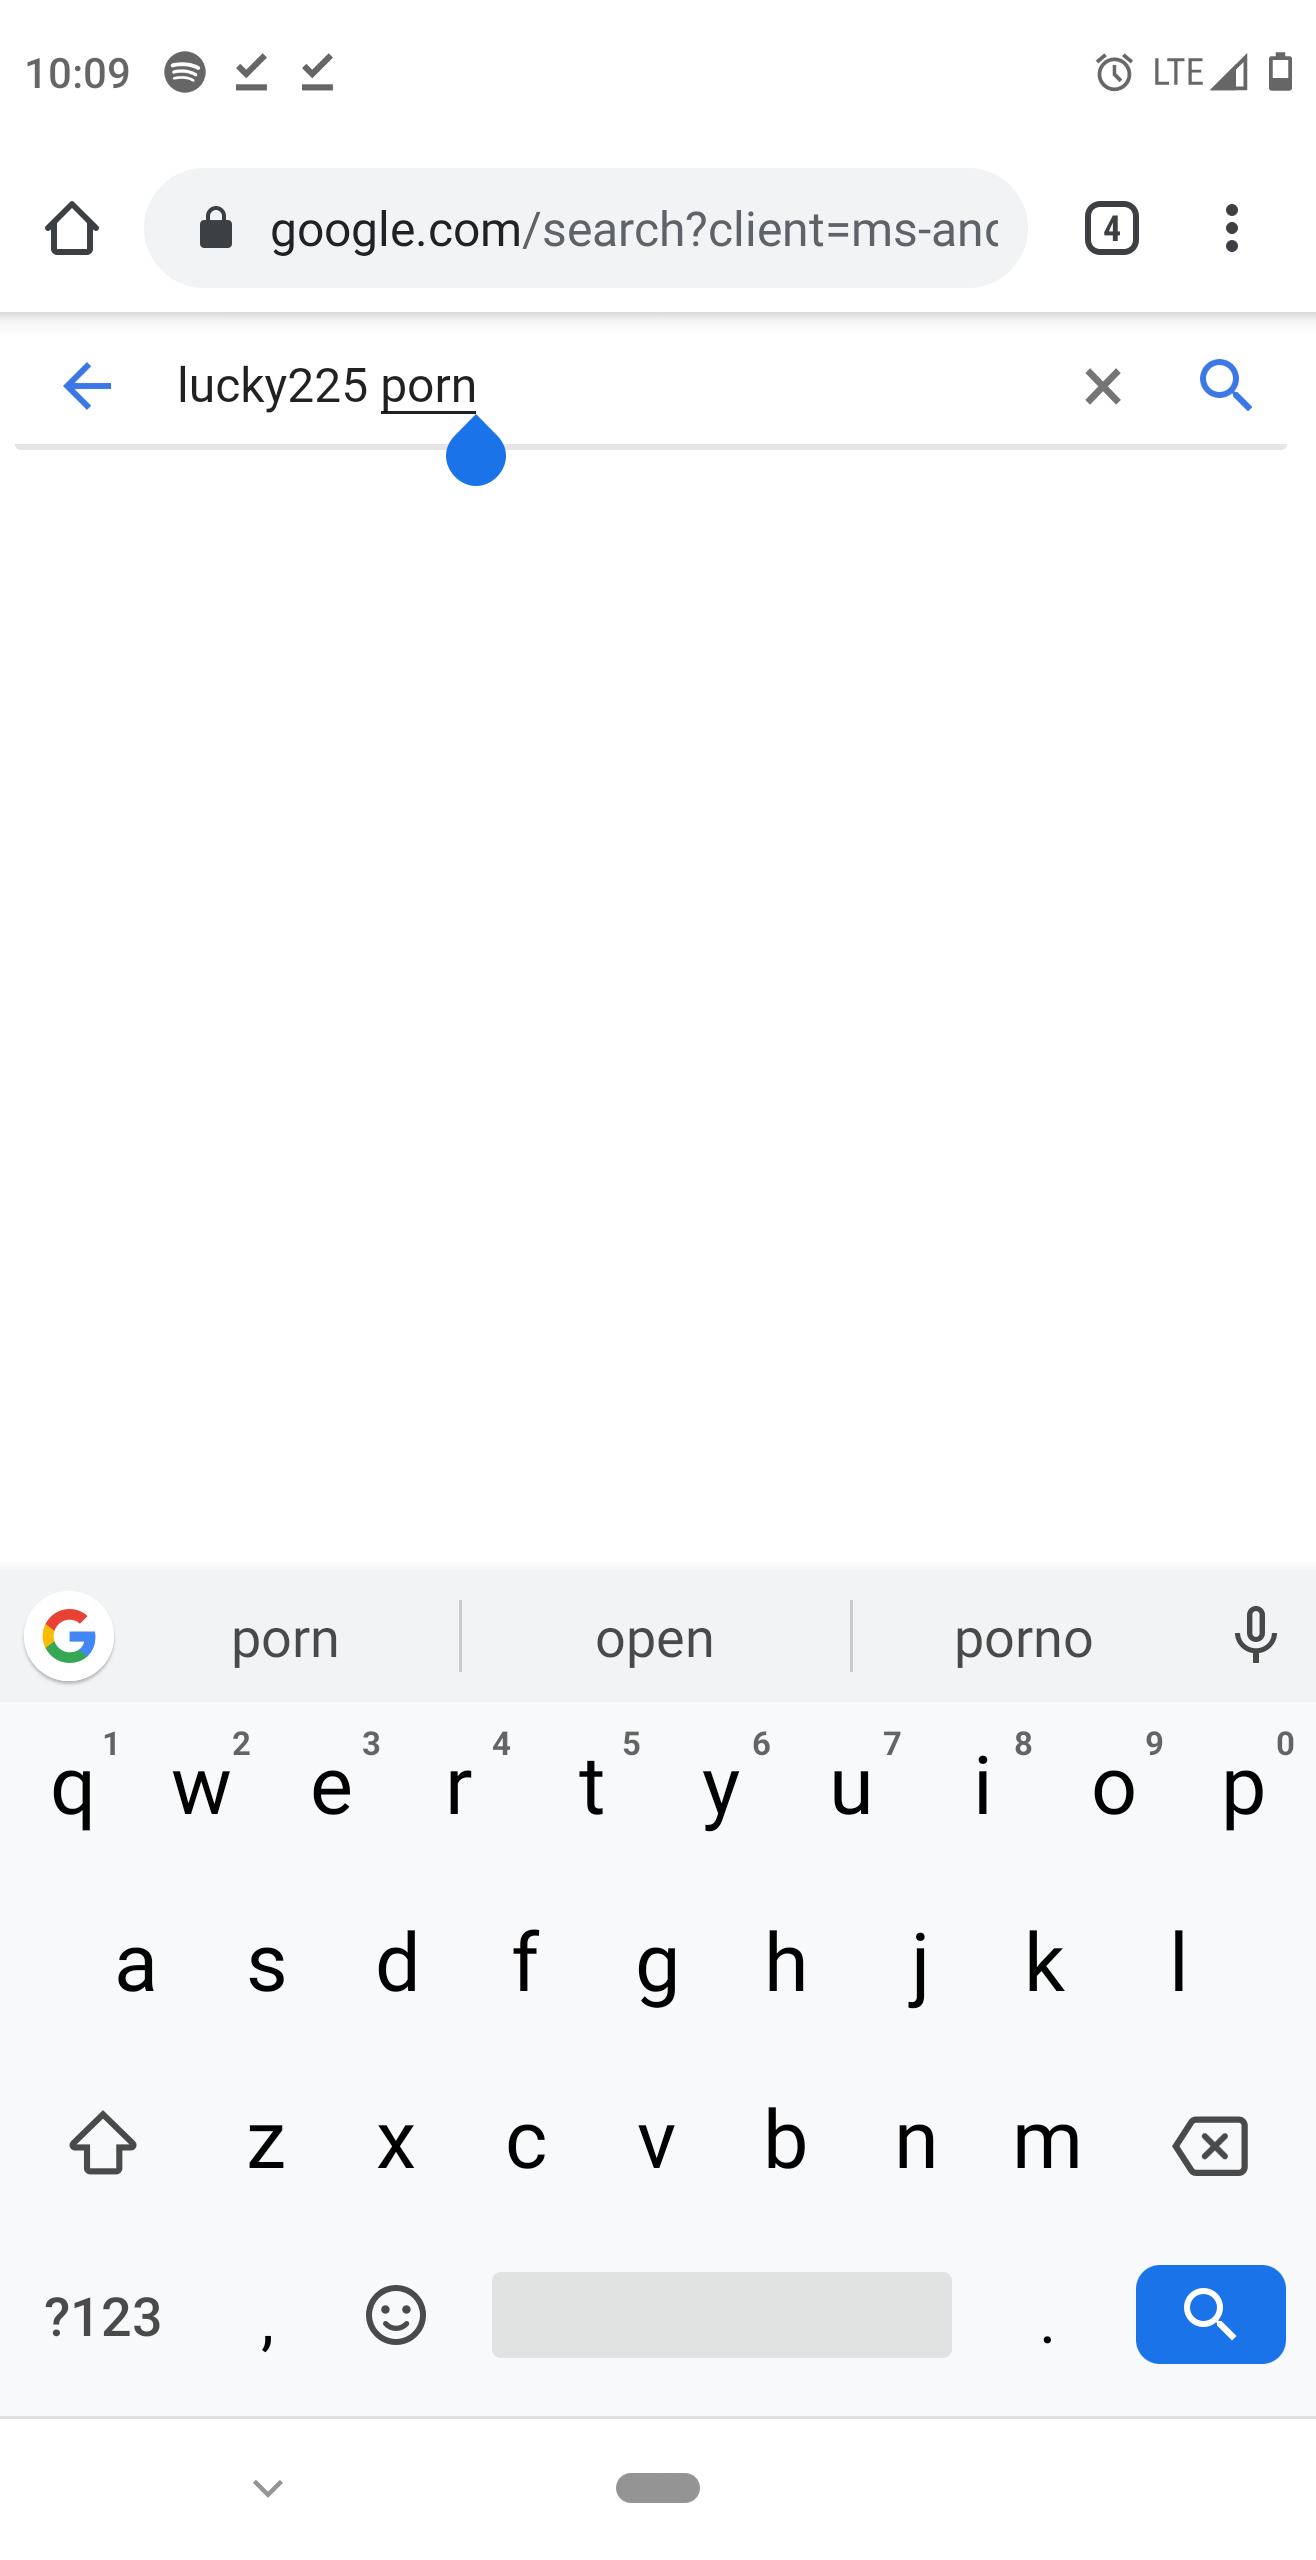 10:09 LTE
google.com/search?client=ms-anc
4
lucky225 porn
porn open porno
1 2 3 4 5 6 7 8 9 0
q w e r t y u i o p
a s d f g h j k l
z x c v b n m
?123 , .